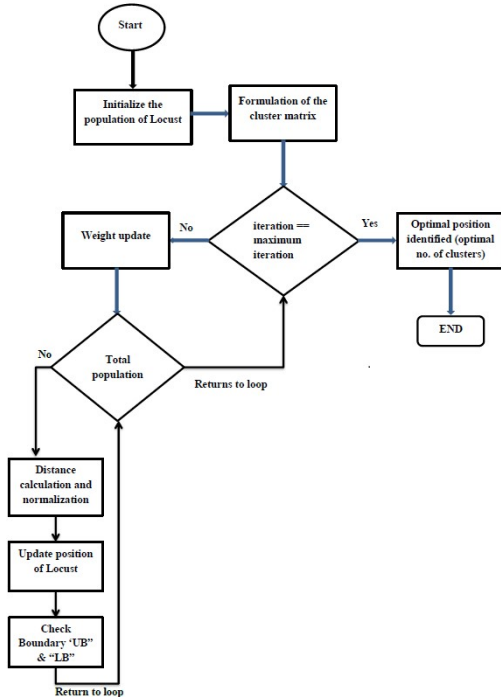 Start
Initialize the
population of Locust
Formulation of the
cluster matrix
iteration ==
maximum
iteration
No
Yes
Weight update
Optimal position
identified (optimal
no. of clusters)
END
Total
population
No
Returns to loop
Distance
calculation and
normalization
Update position
of Locust
Check
Boundary ‘UB”
& “LB”
Return to loop